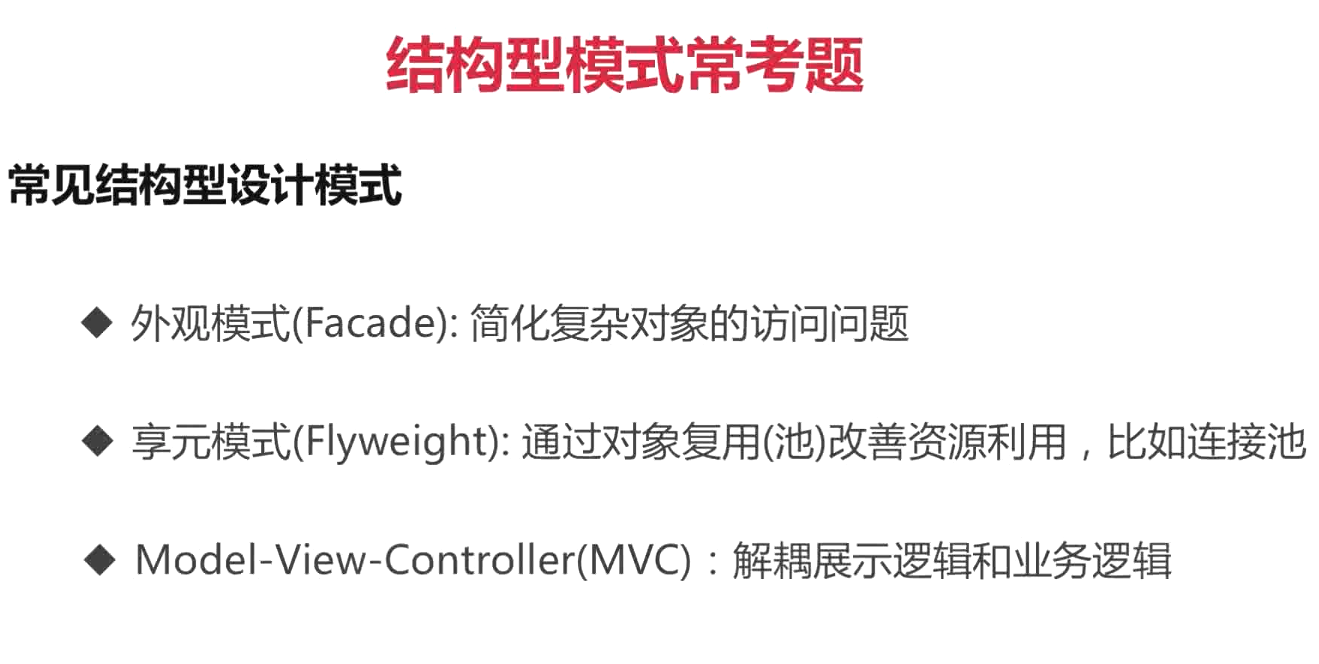 结构型模式常考题
常见结构型设计模式
◆ 外观模式(Facade): 简化复杂对象的访问问题
◆ 享元模式(Flyweight): 通过对象复用(池)改善资源利用，比如连接池
◆ Model-View-Controller(MVC)：解耦展示逻辑和业务逻辑